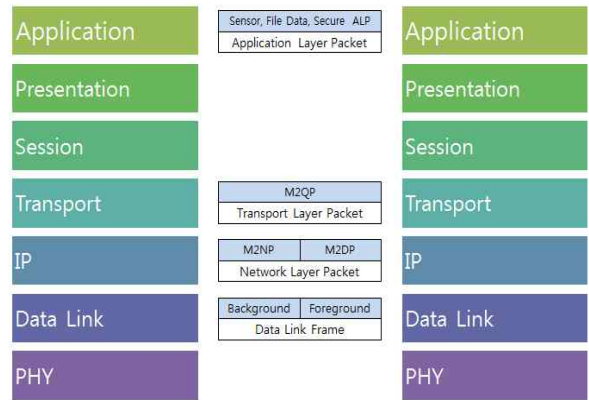 Application
Sensor, File Data, Secure ALP
Application Layer Packet
Application
Presentation
Presentation
Session
Session
Transport
M2QP
Transport Layer Packet
Transport
IP
M2NP M2DP
Network Layer Packet
IP
Data Link
Background Foreground
Data Link Frame
Data Link
PHY
PHY